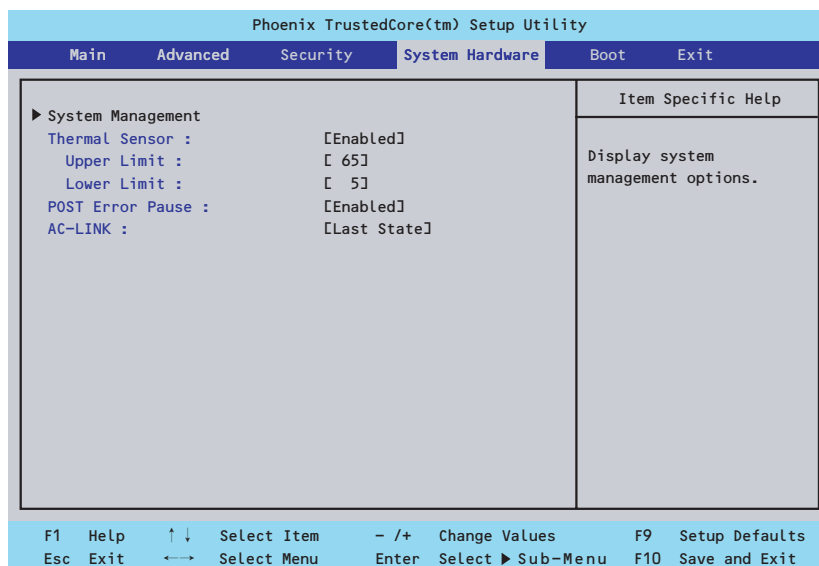 Phoenix TrustedCore(tm) Setup Utility
Main Advanced Security System Hardware Boot Exit
Item Specific Help
▶ System Management
Thermal Sensor : [Enabled]
Upper Limit : [ 65]
Lower Limit : [ 5]
POST Error Pause : [Enabled]
AC-LINK : [Last State]
Display system
management options.
F1 Help ↑↓ Select Item - /+ Change Values F9 Setup Defaults
Esc Exit ←→ Select Menu Enter Select ▶ Sub-Menu F10 Save and Exit